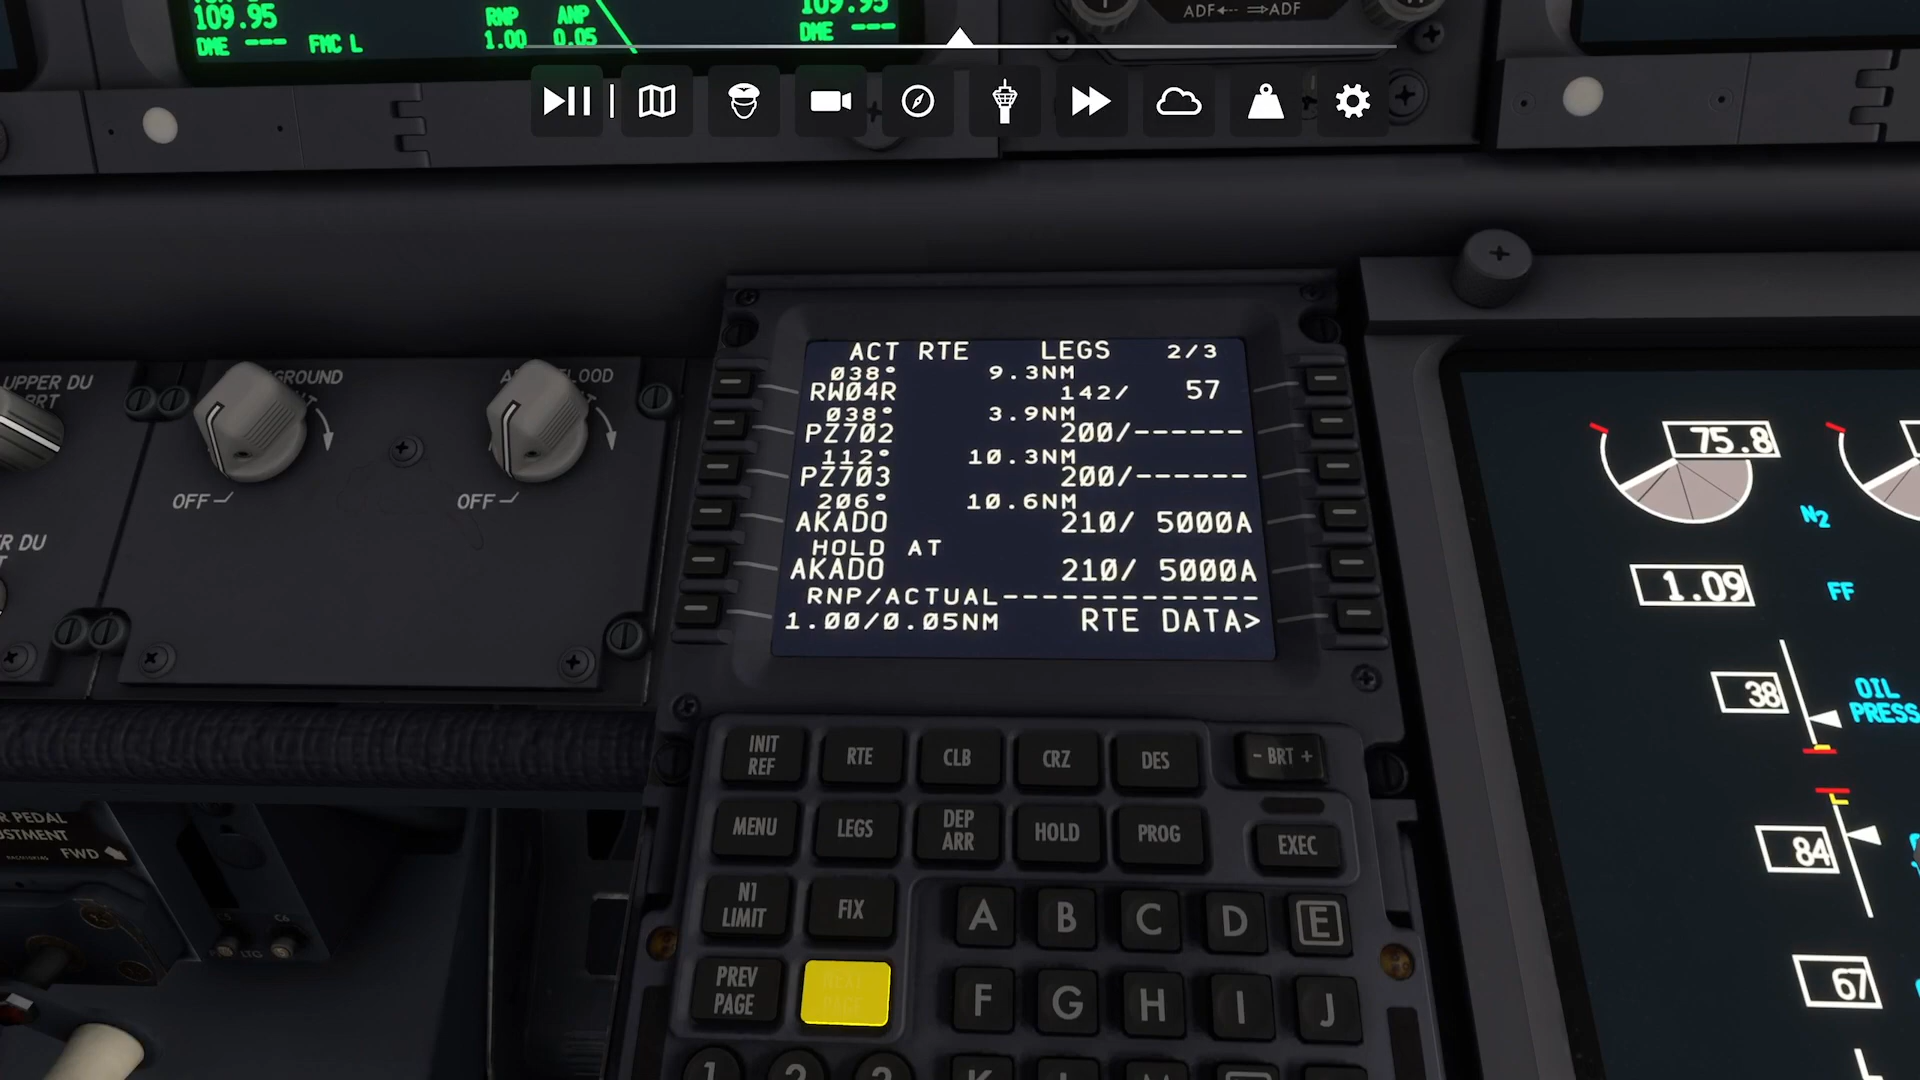 109.95
DME --- FMC L
RNP ANP
1.00 0.05
109.95
DME ---
ADF ADF
UPPER DU
OFF
OFF
ACT RTE LEGS 2/3
038° 9.3NM
RW04R 142/ 57
038° 3.9NM
PZ702 200/------
112° 10.3NM
PZ703 200/------
206° 10.6NM
AKADO 210/ 5000A
HOLD AT
AKADO 210/ 5000A
RNP/ACTUAL-------------
1.00/0.05NM RTE DATA>
75.8
N2
1.09
FF
38
OIL
PRESS
84
67
PEDAL
FWD
INIT REF
RTE
CLB
CRZ
DES
- BRT +
MENU
LEGS
DEP ARR
HOLD
PROG
EXEC
N1 LIMIT
FIX
A
B
C
D
E
PREV PAGE
NEXT PAGE
F
G
H
I
J